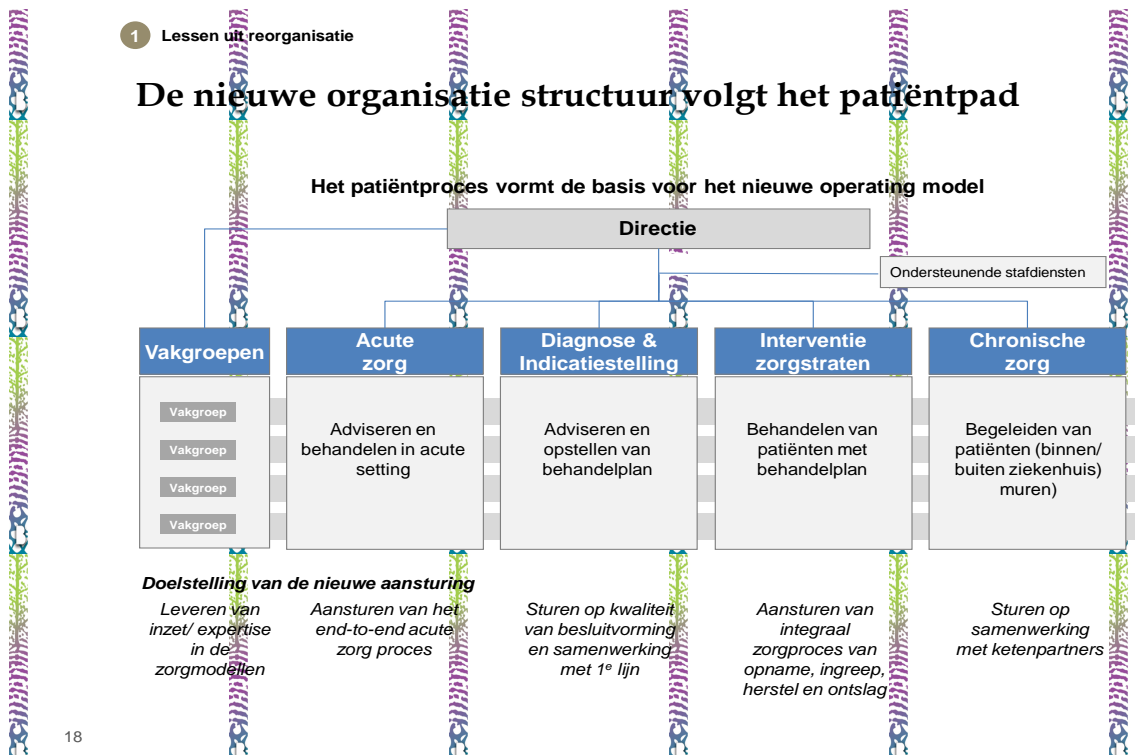 1 Lessen uit reorganisatie
De nieuwe organisatie structuur volgt het patiëntpad
Het patiëntproces vormt de basis voor het nieuwe operating model
Directie
Ondersteunende stafdiensten
Vakgroepen
Vakgroep
Vakgroep
Vakgroep
Vakgroep
Acute
zorg
Adviseren en
behandelen in acute
setting
Diagnose &
Indicatiestelling
Adviseren en
opstellen van
behandelplan
Interventie
zorgstraten
Behandelen van
patiënten met
behandelplan
Chronische
zorg
Begeleiden van
patiënten (binnen/
buiten ziekenhuis)
muren)
Doelstelling van de nieuwe aansturing
Leveren van
inzet/ expertise
in de
zorgmodellen
Aansturen van het
end-to-end acute
zorg proces
Sturen op kwaliteit
van besluitvorming
en samenwerking
met 1e lijn
Aansturen van
integraal
zorgproces van
opname, ingreep,
herstel en ontslag
Sturen op
samenwerking
met ketenpartners
18